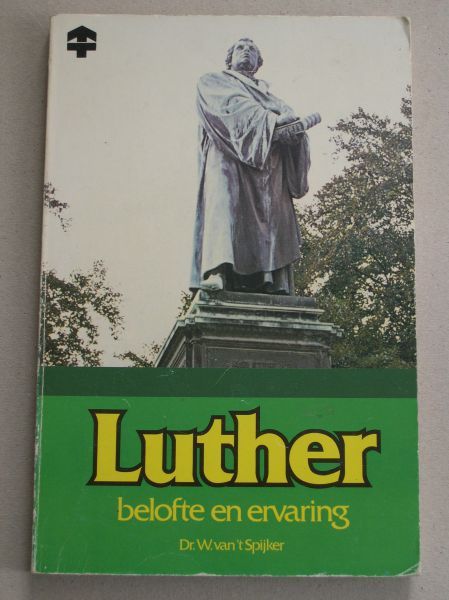 Luther
belofte en ervaring
Dr. W. van 't Spijker